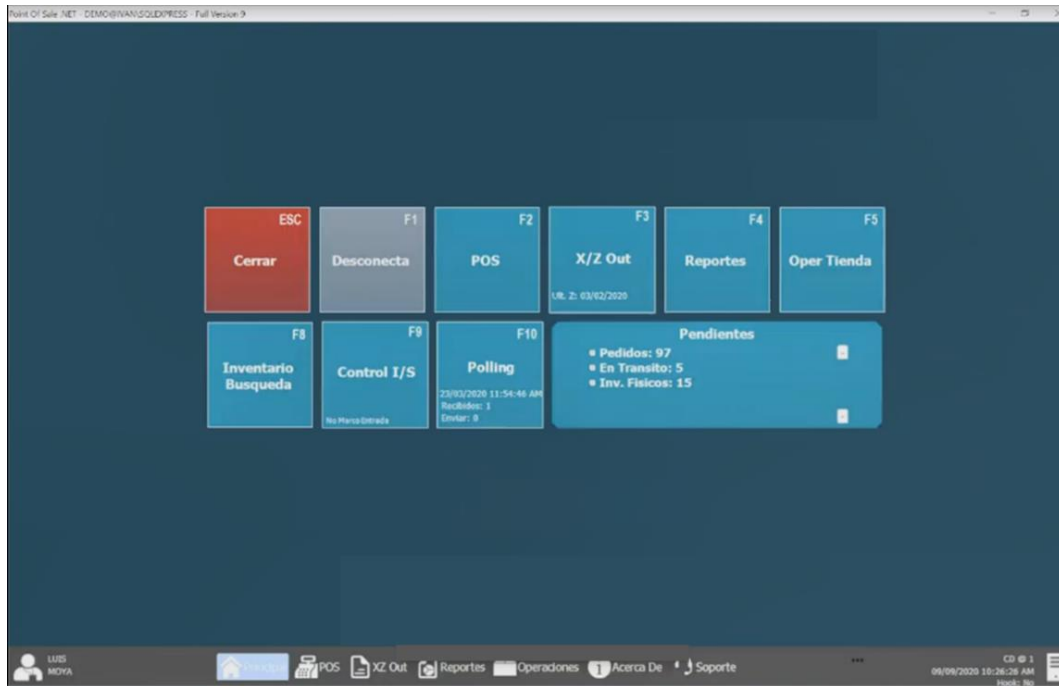 Point Of Sale .NET - DEMO@IVAN\SQLEXPRESS - Full Version 9
ESC
Cerrar
F1
Desconecta
F2
POS
F3
X/Z Out
Ult. Z: 03/02/2020
F4
Reportes
F5
Oper Tienda
F8
Inventario
Busqueda
F9
Control I/S
No Marco Entrada
F10
Polling
23/03/2020 11:54:46 AM
Recibidos: 1
Enviar: 0
Pendientes
Pedidos: 97
En Transito: 5
Inv. Fisicos: 15
LUIS
MOYA
Principal
POS
XZ Out
Reportes
Operaciones
Acerca De
Soporte
...
CD @ 1
09/09/2020 10:26:26 AM
Hook: No